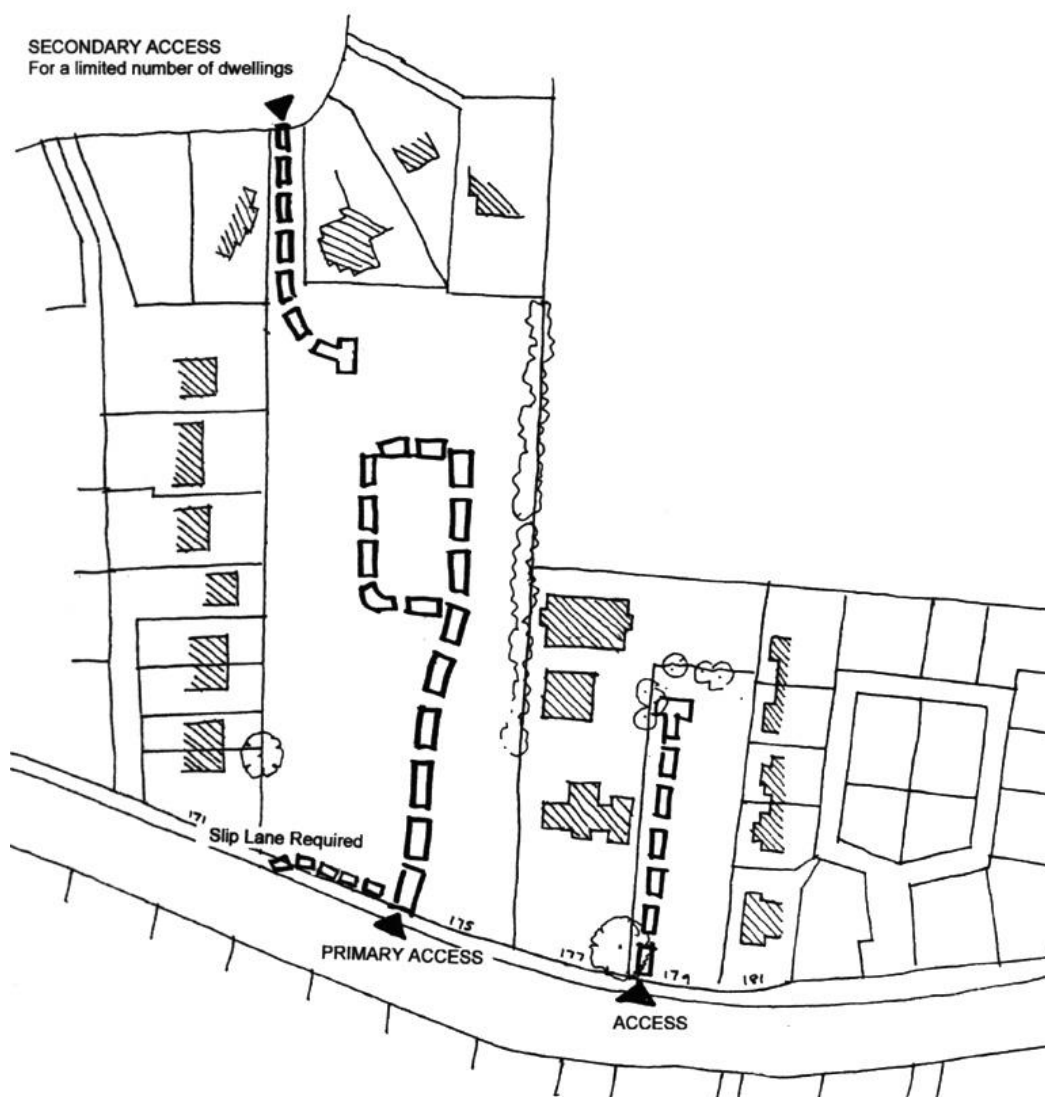 SECONDARY ACCESS
For a limited number of dwellings
171
Slip Lane Required
175
PRIMARY ACCESS
177
179
181
ACCESS